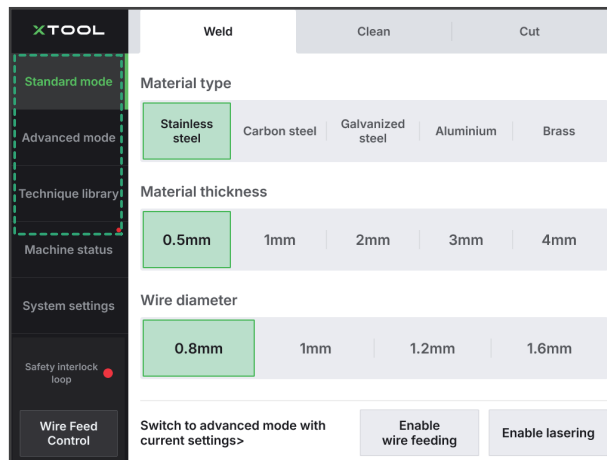 XTOOL
Weld
Clean
Cut
Standard mode
Advanced mode
Technique library
Machine status
System settings
Safety interlock
loop
Wire Feed
Control
Material type
Stainless
steel
Carbon steel
Galvanized
steel
Aluminium
Brass
Material thickness
0.5mm
1mm
2mm
3mm
4mm
Wire diameter
0.8mm
1mm
1.2mm
1.6mm
Switch to advanced mode with
current settings>
Enable
wire feeding
Enable lasering